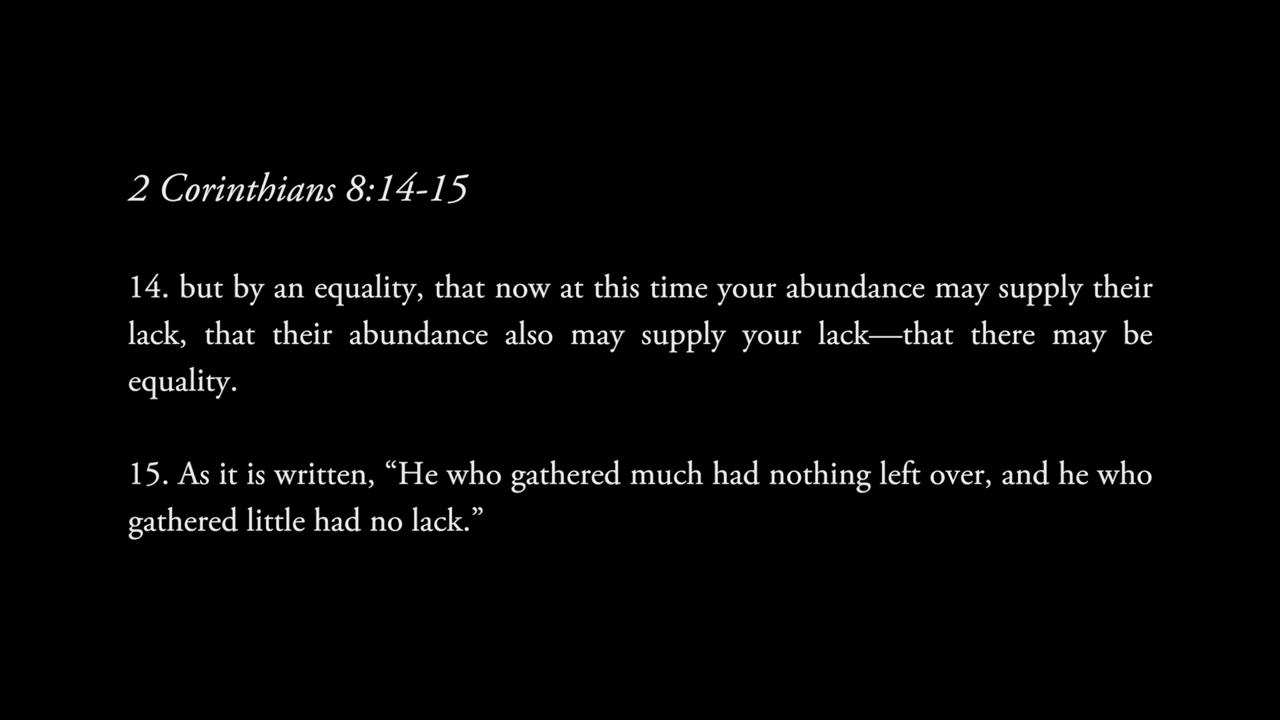 2 Corinthians 8:14-15
14. but by an equality, that now at this time your abundance may supply their
lack, that their abundance also may supply your lack—that there may be
equality.
15. As it is written, “He who gathered much had nothing left over, and he who
gathered little had no lack.”